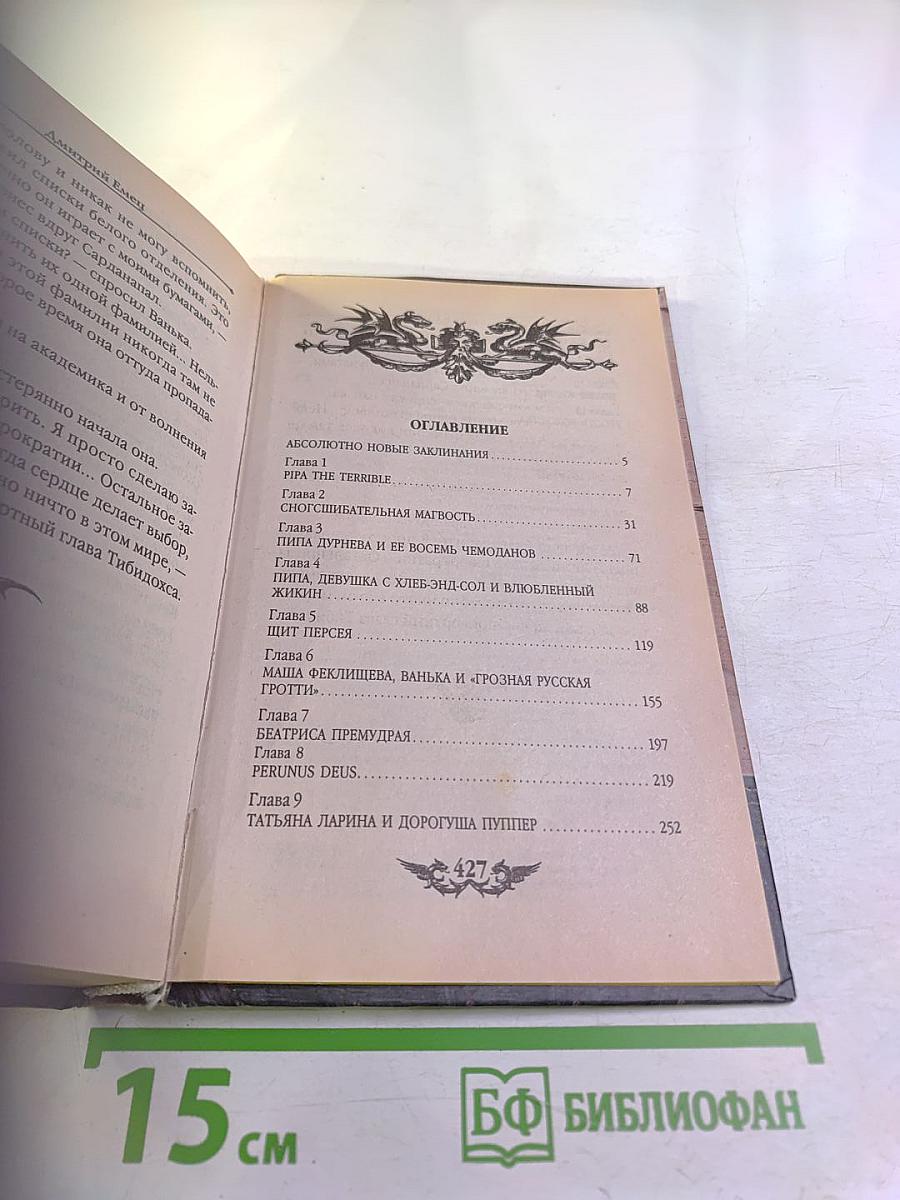 Дмитрий Емец
олову и никак не могу вспомнить,
ил списки белого отделения. Это
но он играет с моими бумагами, —
нес вдруг Сарданапал.
списки? — спросил Ванька.
нить их одной фамилией... Нель-
этой фамилии никогда там не
рое время она оттуда пропада-
на академика и от волнения
стерянно начала она.
рить. Я просто сделаю за-
рократии... Остальное за-
гда сердце делает выбор,
но ничто в этом мире, —
ртный глава Тибидохса.
ОГЛАВЛЕНИЕ
АБСОЛЮТНО НОВЫЕ ЗАКЛИНАНИЯ 5
Глава 1
PIPA THE TERRIBLE 7
Глава 2
СНОГСШИБАТЕЛЬНАЯ МАГВОСТЬ 31
Глава 3
ПИПА ДУРНЕВА И ЕЕ ВОСЕМЬ ЧЕМОДАНОВ 71
Глава 4
ПИПА, ДЕВУШКА С ХЛЕБ-ЭНД-СОЛ И ВЛЮБЛЕННЫЙ
ЖИКИН 88
Глава 5
ЩИТ ПЕРСЕЯ 119
Глава 6
МАША ФЕКЛИЩЕВА, ВАНЬКА И «ГРОЗНАЯ РУССКАЯ
ГРОТТИ» 155
Глава 7
БЕАТРИСА ПРЕМУДРАЯ 197
Глава 8
PERUNUS DEUS 219
Глава 9
ТАТЬЯНА ЛАРИНА И ДОРОГУША ПУППЕР 252
427
15 см
БФ БИБЛИОФАН